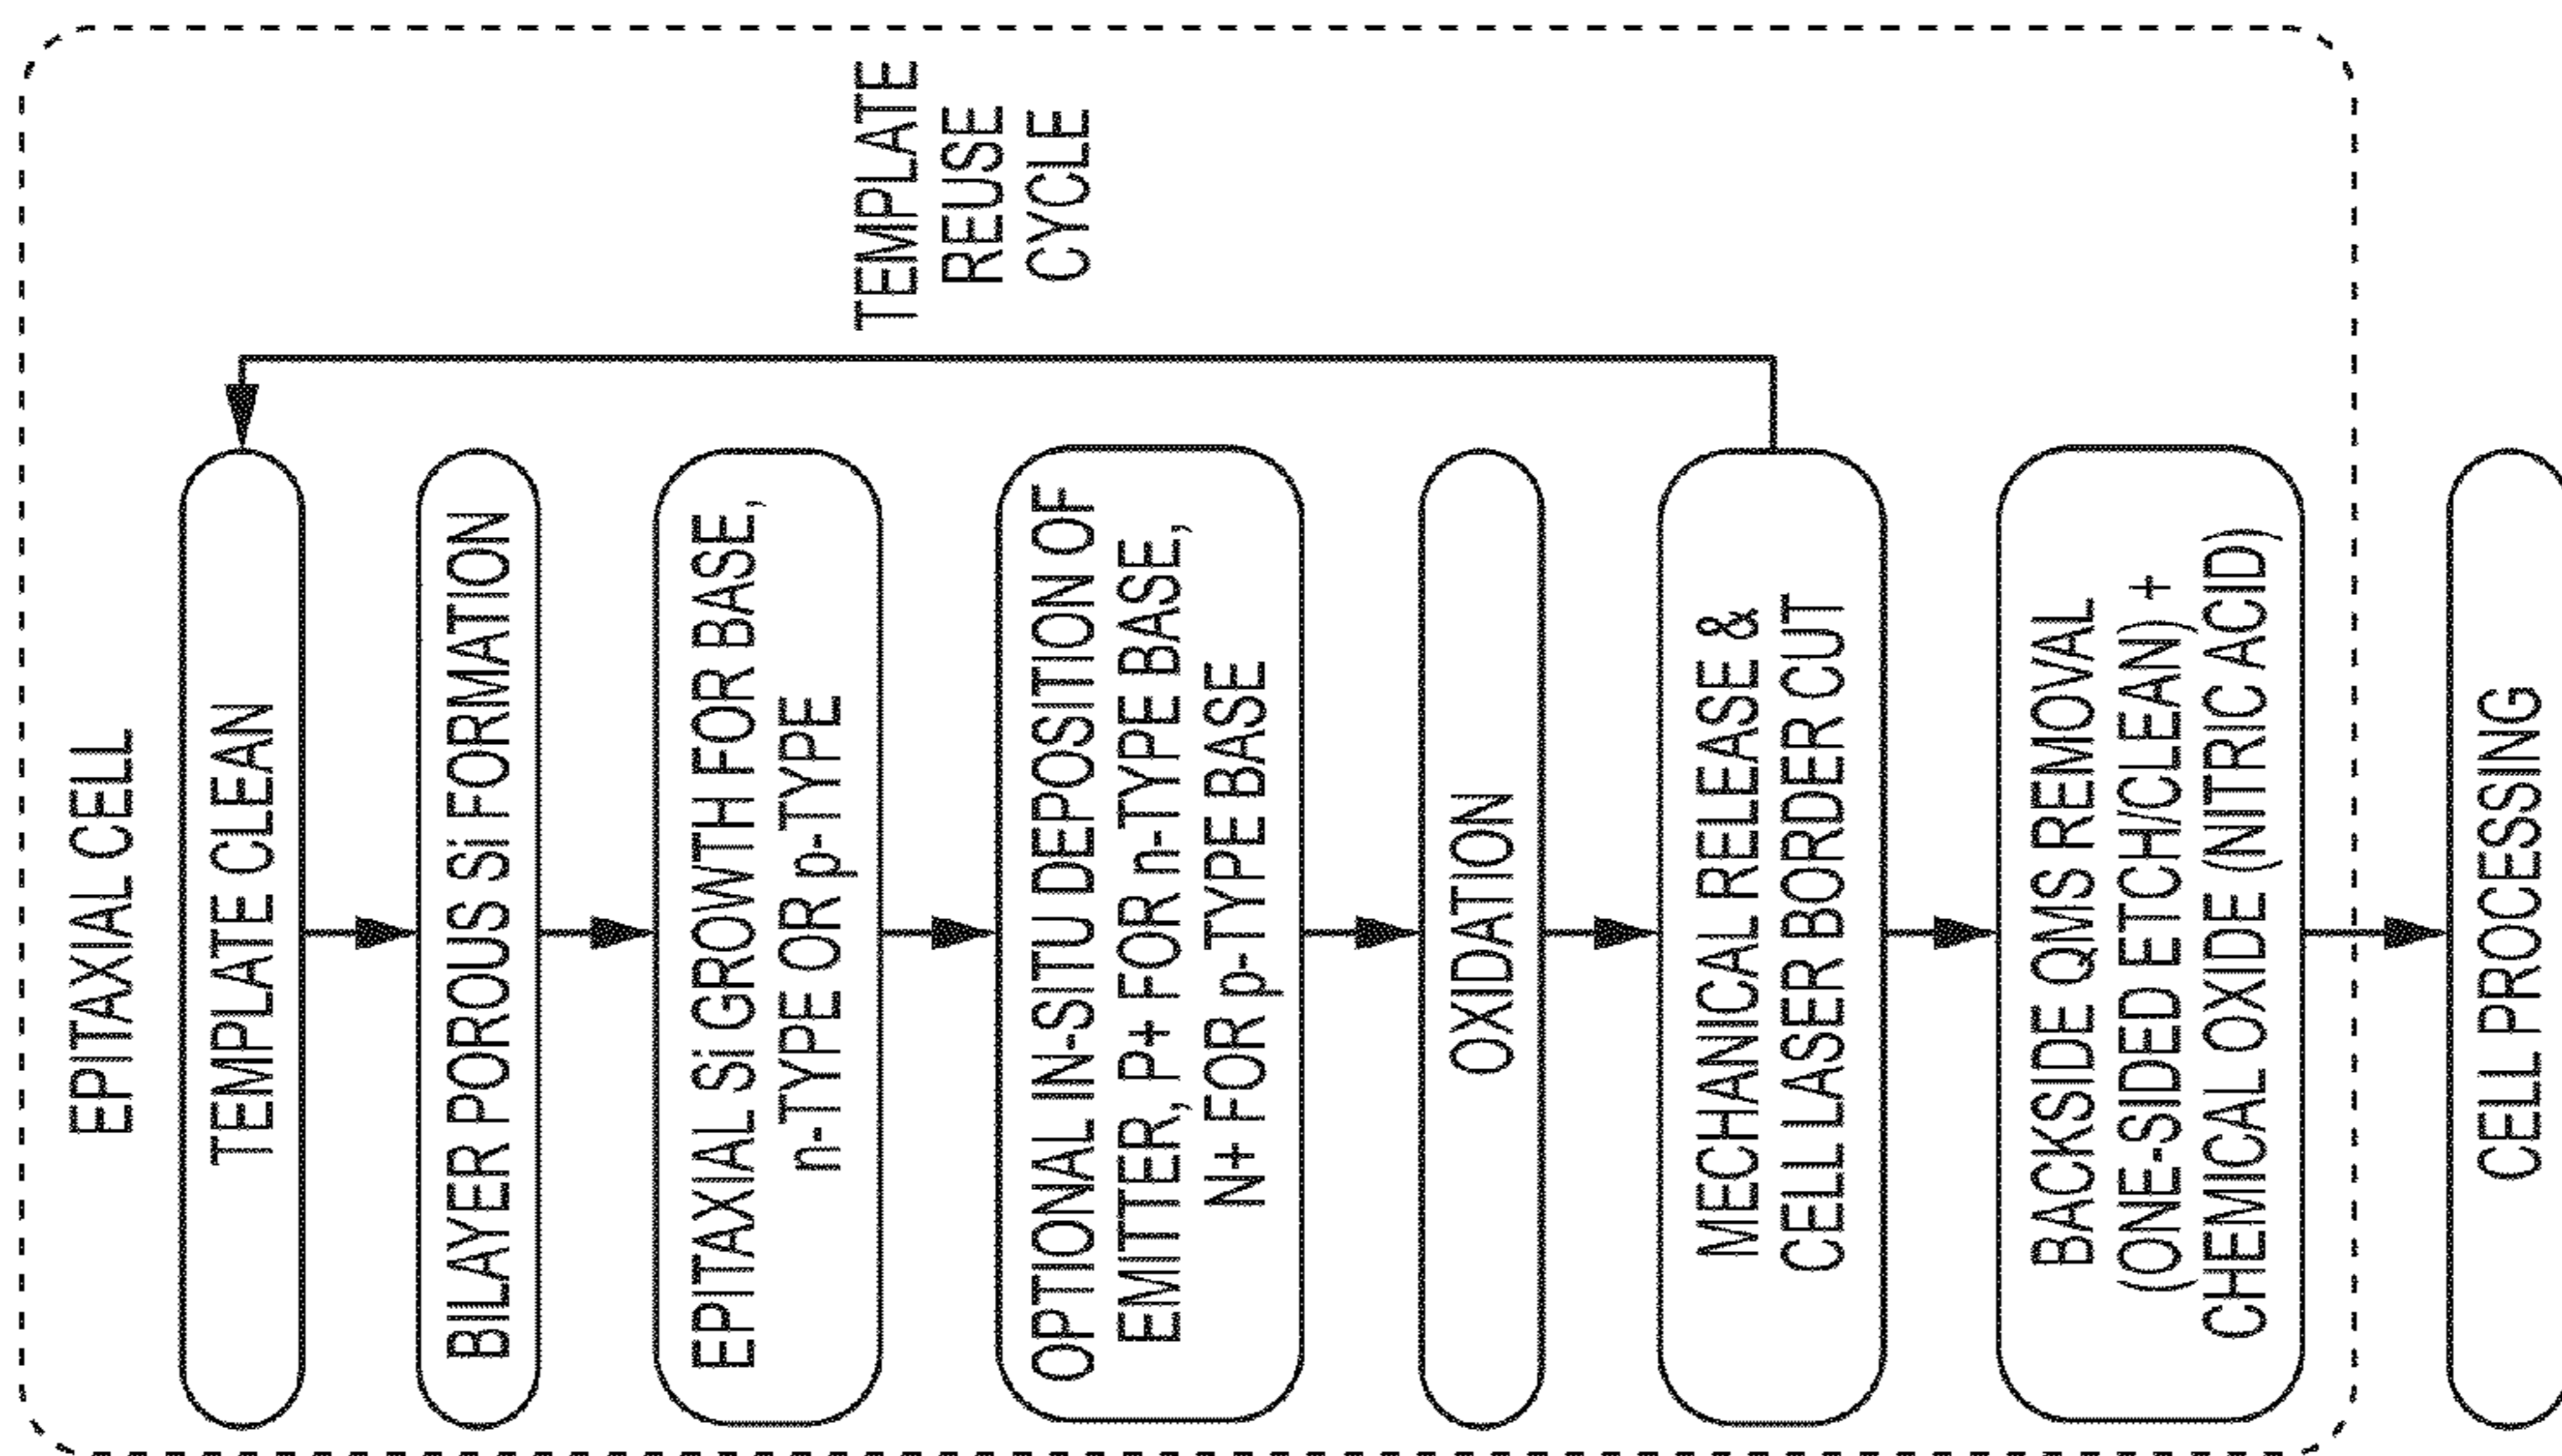 EPITAXIAL CELL
TEMPLATE CLEAN
BILAYER POROUS Si FORMATION
EPITAXIAL Si GROWTH FOR BASE,
n-TYPE OR p-TYPE
OPTIONAL IN-SITU DEPOSITION OF
EMITTER, P+ FOR n-TYPE BASE,
N+ FOR p-TYPE BASE
OXIDATION
MECHANICAL RELEASE &
CELL LASER BORDER CUT
BACKSIDE QMS REMOVAL
(ONE-SIDED ETCH/CLEAN) +
CHEMICAL OXIDE (NITRIC ACID)
CELL PROCESSING
TEMPLATE
REUSE
CYCLE